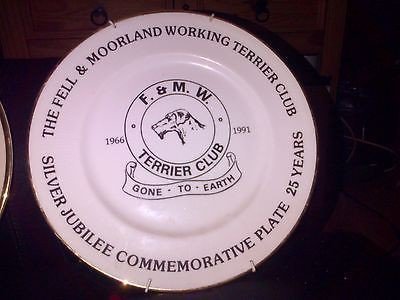 THE FELL & MOORLAND WORKING TERRIER CLUB
F. & M. W.
1966
1991
TERRIER CLUB
GONE · TO · EARTH
SILVER JUBILEE COMMEMORATIVE PLATE 25 YEARS